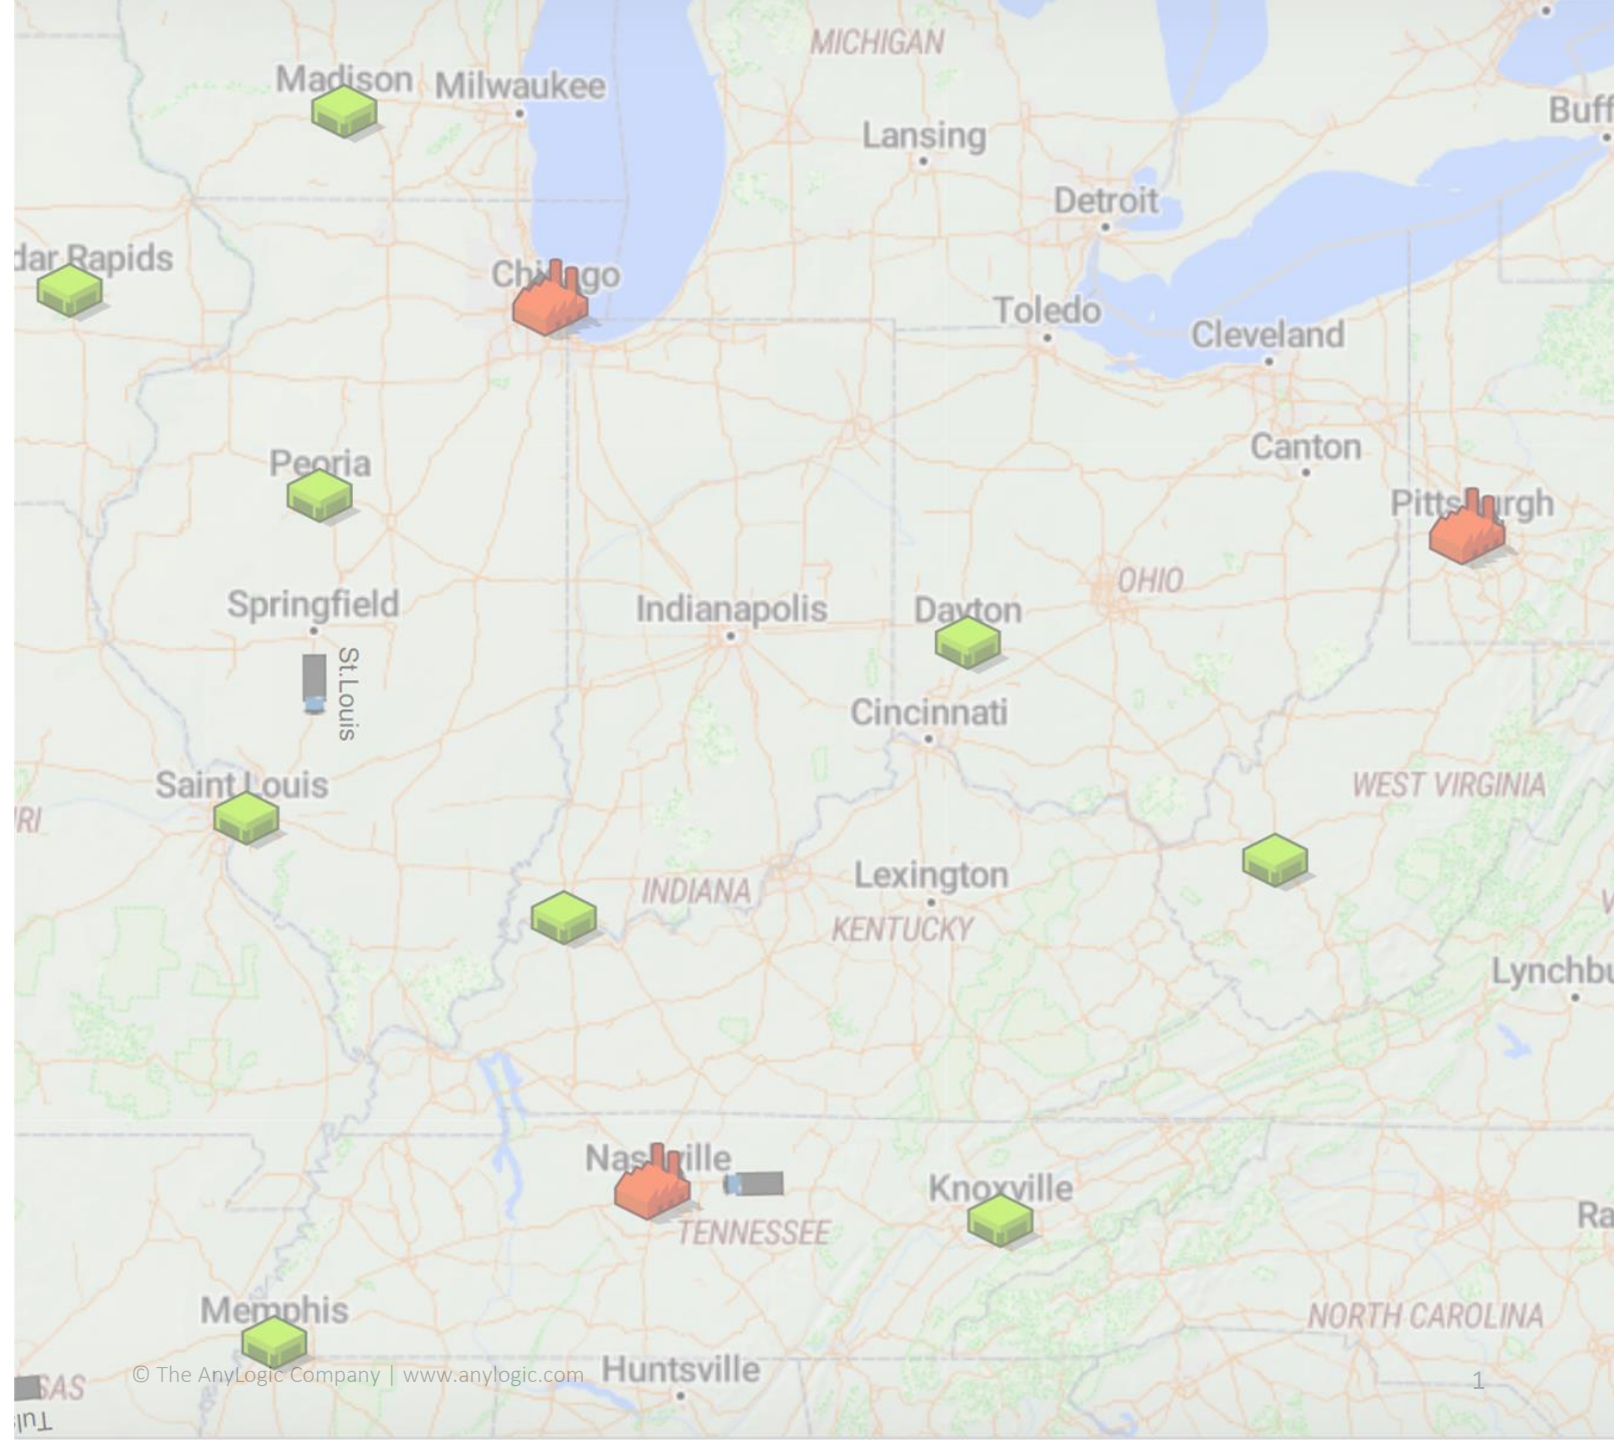 MICHIGAN
Madison
Milwaukee
Buff
Lansing
Detroit
dar Rapids
Chicago
Toledo
Cleveland
Canton
Peoria
Pittsburgh
OHIO
Springfield
Indianapolis
Dayton
St.Louis
Cincinnati
Saint Louis
WEST VIRGINIA
RI
Lexington
INDIANA
KENTUCKY
V
Lynchbu
Nashville
Knoxville
Ra
TENNESSEE
Memphis
NORTH CAROLINA
Huntsville
© The AnyLogic Company | www.anylogic.com
1
SAS
Tul